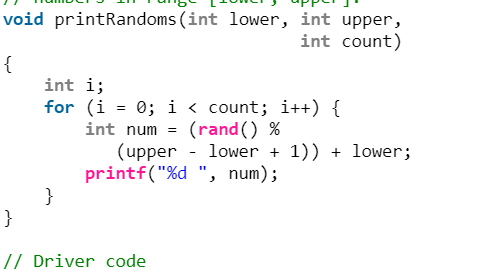 // numbers in range [lower, upper].
void printRandoms(int lower, int upper,
                             int count)
{
    int i;
    for (i = 0; i < count; i++) {
        int num = (rand() %
           (upper - lower + 1)) + lower;
        printf("%d ", num);
    }
}

// Driver code